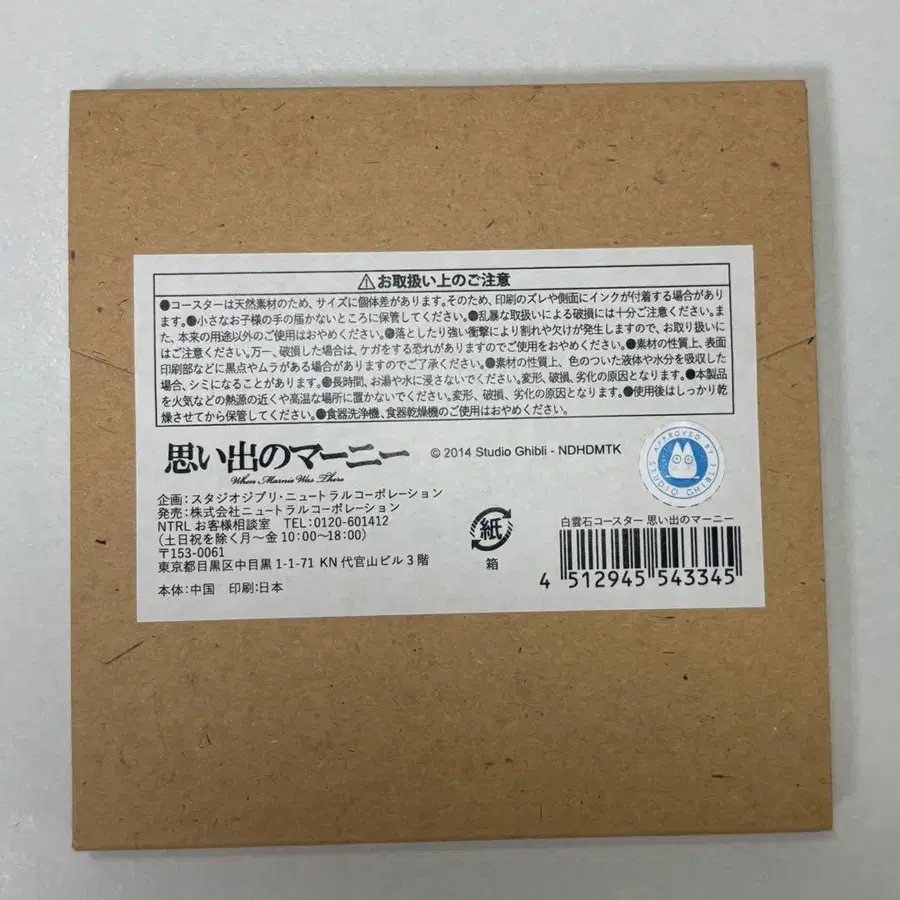 ⚠お取扱い上のご注意
●コースターは天然素材のため、サイズに個体差があります。そのため、印刷のズレや側面にインクが付着する場合があり
ます。●小さなお子様の手の届かないところに保管してください。●乱暴な取扱いによる破損には十分ご注意ください。ま
た、本来の用途以外のご使用はおやめください。●落としたり強い衝撃により割れや欠けが発生しますので、お取り扱いに
はご注意ください。万一、破損した場合は、ケガをする恐れがありますのでご使用をおやめください。●素材の性質上、表面
印刷部などに黒点やムラがある場合がありますのでご了承ください。●素材の性質上、色のついた液体や水分を吸収した
場合、シミになることがあります。●長時間、お湯や水に浸さないでください。変形、破損、劣化の原因となります。●本製品
を火気などの熱源の近くや高温な場所に置かないでください。変形、破損、劣化の原因となります。●使用後はしっかり乾
燥させてから保管してください。●食器洗浄機、食器乾燥機のご使用はおやめください。
思い出のマーニー
When Marnie Was There
© 2014 Studio Ghibli - NDHDMTK
APPROVED BY STUDIO GHIBLI
企画：スタジオジブリ・ニュートラルコーポレーション
発売：株式会社ニュートラルコーポレーション
NTRL お客様相談室 TEL：0120-601412
（土日祝を除く月〜金 10：00〜18：00）
〒153-0061
東京都目黒区中目黒 1-1-71 KN 代官山ビル 3 階
本体：中国 印刷：日本
紙
箱
白雲石コースター 思い出のマーニー
4 512945 543345